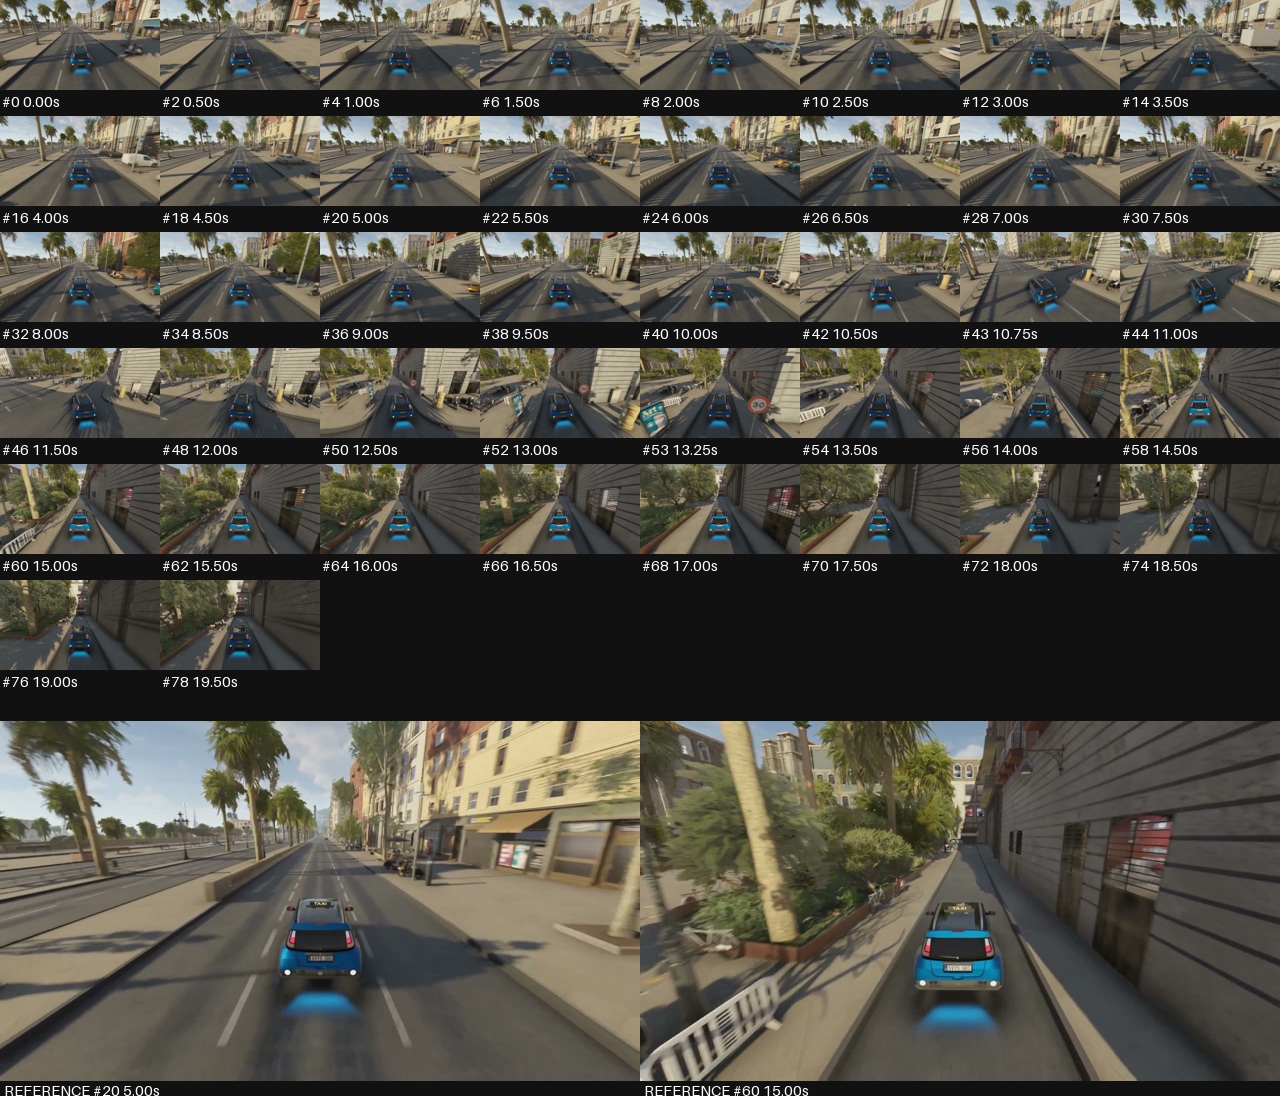 #0 0.00s #2 0.50s #4 1.00s #6 1.50s #8 2.00s #10 2.50s #12 3.00s #14 3.50s
#16 4.00s #18 4.50s #20 5.00s #22 5.50s #24 6.00s #26 6.50s #28 7.00s #30 7.50s
#32 8.00s #34 8.50s #36 9.00s #38 9.50s #40 10.00s #42 10.50s #43 10.75s #44 11.00s
30
#46 11.50s #48 12.00s #50 12.50s #52 13.00s #53 13.25s #54 13.50s #56 14.00s #58 14.50s
#60 15.00s #62 15.50s #64 16.00s #66 16.50s #68 17.00s #70 17.50s #72 18.00s #74 18.50s
#76 19.00s #78 19.50s
TAXI
TAXI
REFERENCE #20 5.00s REFERENCE #60 15.00s